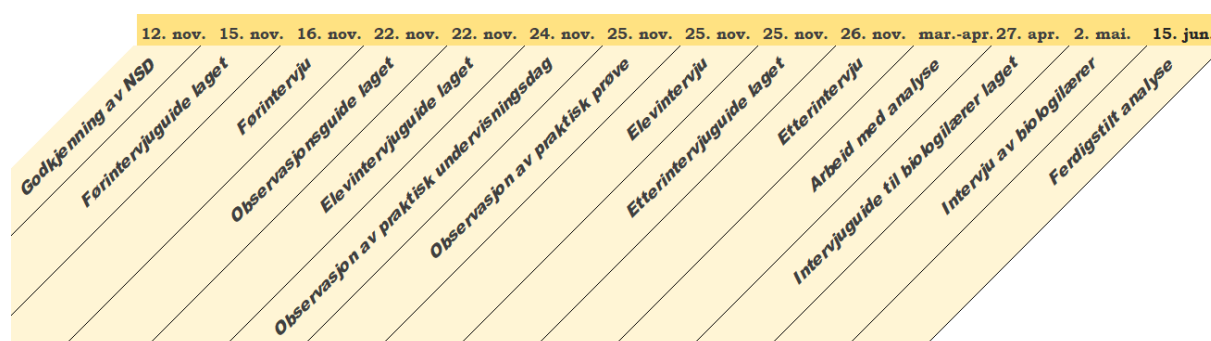 12. nov. 15. nov. 16. nov. 22. nov. 22. nov. 24. nov. 25. nov. 25. nov. 25. nov. 26. nov. mar.-apr. 27. apr. 2. mai. 15. jun.
Godkjenning av NSD
Førintervjuguide laget
Førintervju
Observasjonsguide laget
Elevintervjuguide laget
Observasjon av praktisk undervisningsdag
Observasjon av praktisk prøve
Elevintervju
Etterintervjuguide laget
Etterintervju
Arbeid med analyse
Intervjuguide til biologilærer laget
Intervju av biologilærer
Ferdigstilt analyse